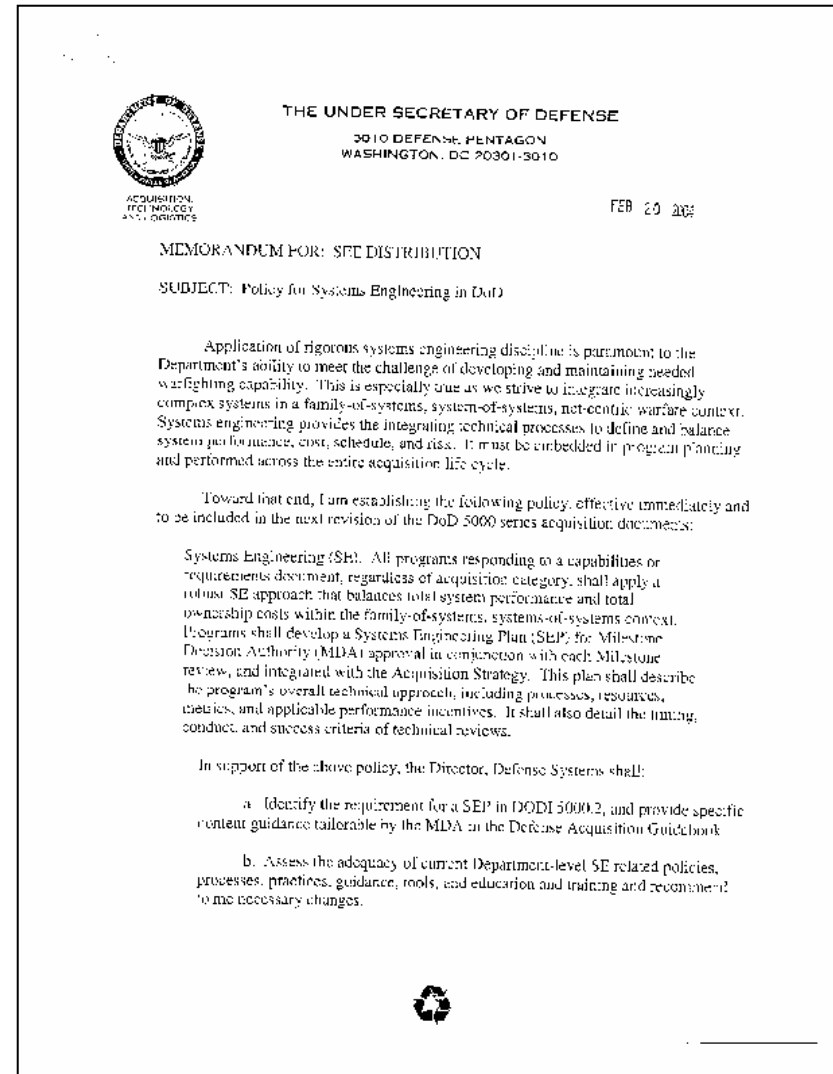 THE UNDER SECRETARY OF DEFENSE
3010 DEFENSE PENTAGON
WASHINGTON, DC 20301-3010
ACQUISITION,
TECHNOLOGY
AND LOGISTICS
FEB 20
MEMORANDUM FOR: SEE DISTRIBUTION
SUBJECT: Policy for Systems Engineering in DoD
Application of rigorous systems engineering discipline is paramount to the
Department's ability to meet the challenge of developing and maintaining needed
warfighting capability. This is especially true as we strive to integrate increasingly
complex systems in a family-of-systems, system-of-systems, net-centric warfare context.
Systems engineering provides the integrating technical processes to define and balance
system performance, cost, schedule, and risk. It must be embedded in program planning
and performed across the entire acquisition life cycle.
Toward that end, I am establishing the following policy, effective immediately and
to be included in the next revision of the DoD 5000 series acquisition documents:
Systems Engineering (SE). All programs responding to a capabilities or
requirements document, regardless of acquisition category, shall apply a
robust SE approach that balances total system performance and total
ownership costs within the family-of-systems, systems-of-systems context.
Programs shall develop a Systems Engineering Plan (SEP) for Milestone
Decision Authority (MDA) approval in conjunction with each Milestone
review, and integrated with the Acquisition Strategy. This plan shall describe
the program's overall technical approach, including processes, resources,
metrics, and applicable performance incentives. It shall also detail the timing,
conduct, and success criteria of technical reviews.
In support of the above policy, the Director, Defense Systems shall:
a. Identify the requirement for a SEP in DODI 5000.2, and provide specific
content guidance tailorable by the MDA in the Defense Acquisition Guidebook
b. Assess the adequacy of current Department-level SE related policies,
processes, practices, guidance, tools, and education and training and recommend
to me necessary changes.